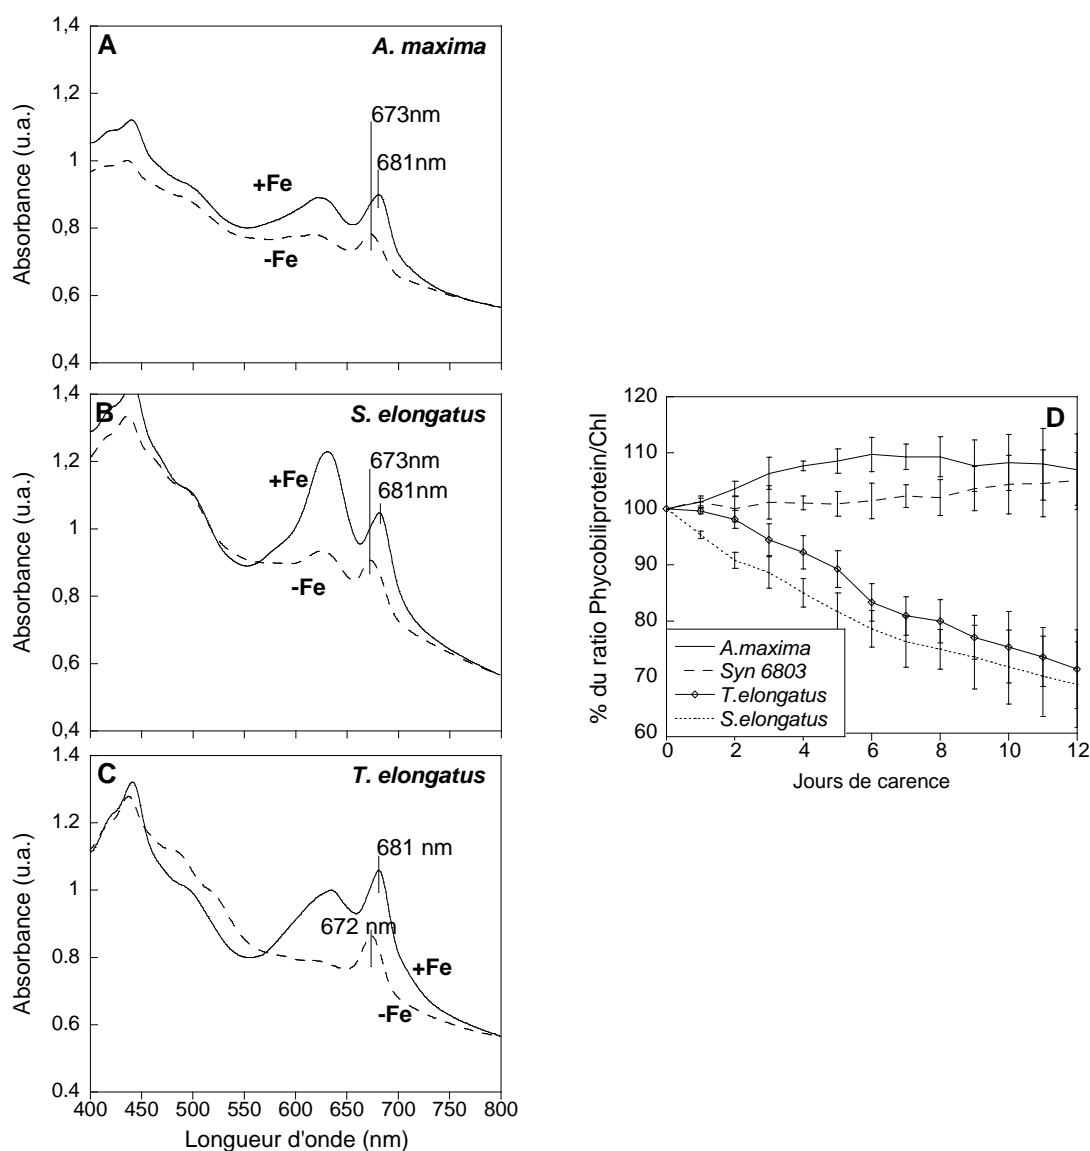 1,4
A
A. maxima
1,2
673nm
1
681nm
+Fe
0,8
-Fe
0,6
0,4
Absorbance (u.a.)
1,4
B
S. elongatus
1.2
673nm
+Fe
681nm
1
0.8
-Fe
0.6
0.4
Absorbance (u.a.)
1.4
C
T. elongatus
1.2
681 nm
1
672 nm
0.8
+Fe
-Fe
0.6
0.4
Absorbance (u.a.)
400 450 500 550 600 650 700 750 800
Longueur d'onde (nm)
120
D
110
100
90
80
70
60
% du ratio Phycobiliprotein/Chl
A.maxima
Syn 6803
T.elongatus
S.elongatus
0 2 4 6 8 10 12
Jours de carence